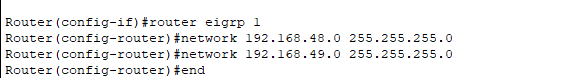 Router(config-if)#router eigrp 1
Router(config-router)#network 192.168.48.0 255.255.255.0
Router(config-router)#network 192.168.49.0 255.255.255.0
Router(config-router)#end